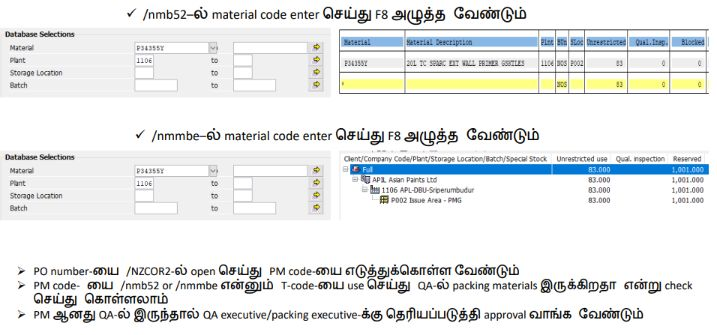 ✓ /nmb52–ல் material code enter செய்து F8 அழுத்த வேண்டும்
Database Selections
Material P34355Y to
Plant 1106 to
Storage Location to
Batch to
Material Material Description Plnt BUn SLoc Unrestricted Qual.Insp. Blocked
P34355Y 20L TC SPARC EXT WALL PRIMER GSNTLES 1106 NOS P002 83 0 0
* NOS 83 0 0
✓ /nmmbe–ல் material code enter செய்து F8 அழுத்த வேண்டும்
Database Selections
Material P34355Y to
Plant 1106 to
Storage Location to
Batch to
Client/Company Code/Plant/Storage Location/Batch/Special Stock Unrestricted use Qual. inspection Reserved
Full 83.000 1,001.000
APIL Asian Paints Ltd 83.000 1,001.000
1106 APL-DBU-Sriperumbudur 83.000 1,001.000
P002 Issue Area - PMG 83.000 1,001.000
➢ PO number-யை /NZCOR2-ல் open செய்து PM code-யை எடுத்துக்கொள்ள வேண்டும்
➢ PM code- யை /nmb52 or /nmmbe என்னும் T-code-யை use செய்து QA-ல் packing materials இருக்கிறதா என்று check
செய்து கொள்ளலாம்
➢ PM ஆனது QA-ல் இருந்தால் QA executive/packing executive-க்கு தெரியப்படுத்தி approval வாங்க வேண்டும்